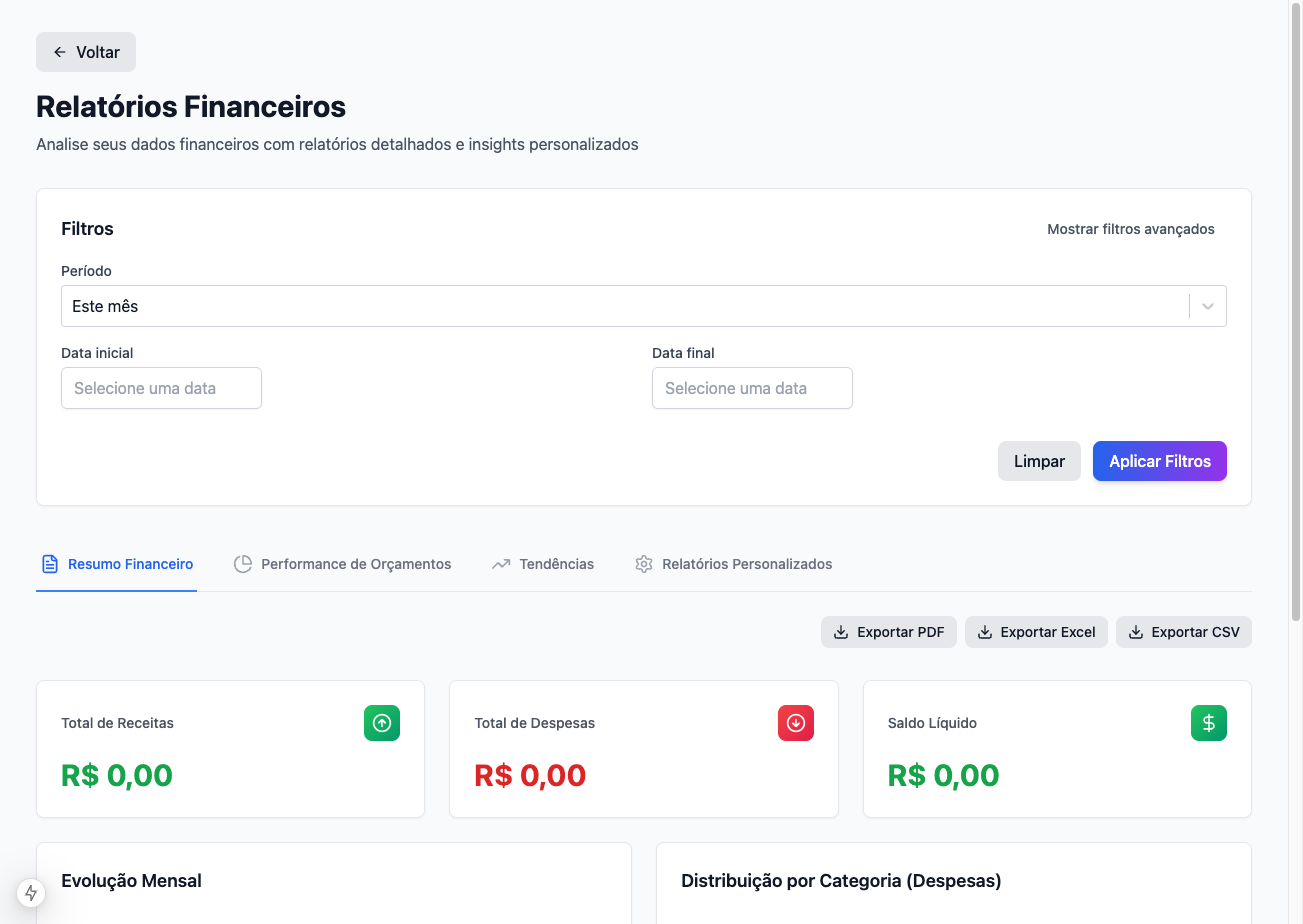 Voltar
Relatórios Financeiros
Analise seus dados financeiros com relatórios detalhados e insights personalizados
Filtros
Mostrar filtros avançados
Período
Este mês
Data inicial
Data final
Selecione uma data
Selecione uma data
Limpar
Aplicar Filtros
Resumo Financeiro
Performance de Orçamentos
Tendências
Relatórios Personalizados
Exportar PDF
Exportar Excel
Exportar CSV
Total de Receitas
Total de Despesas
Saldo Líquido
R$ 0,00
R$ 0,00
R$ 0,00
Evolução Mensal
Distribuição por Categoria (Despesas)